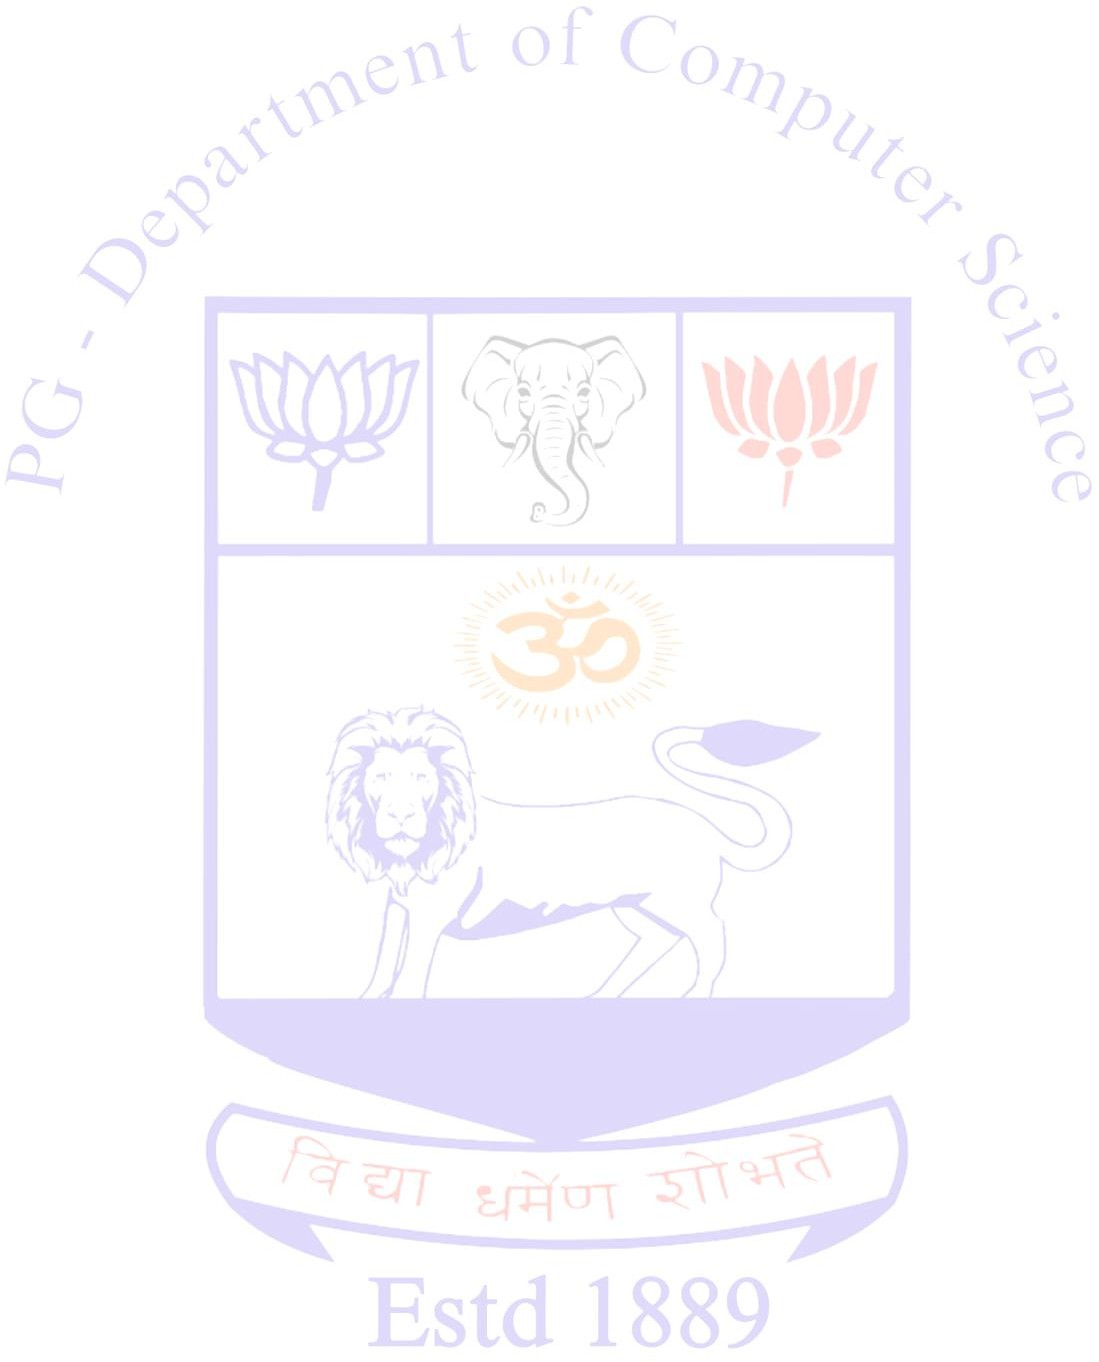 PG - Department of Computer Science
ॐ
विद्या धर्मेण शोभते
Estd 1889